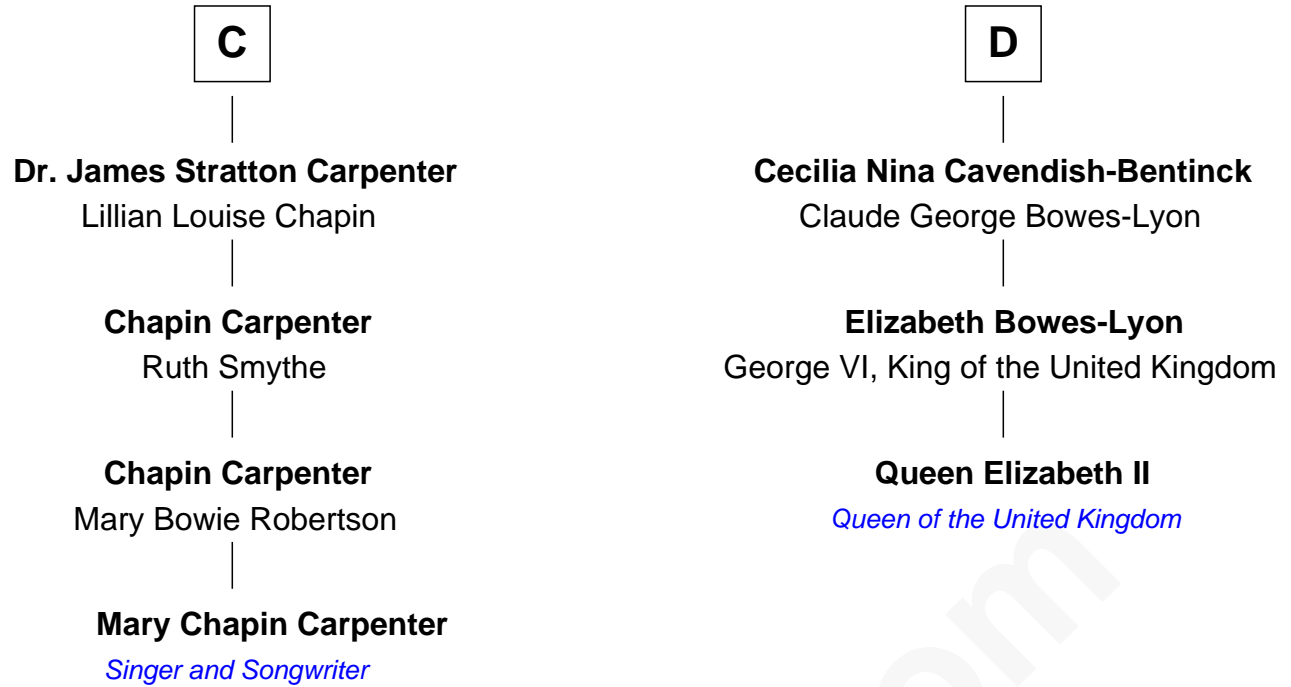 C
Dr. James Stratton Carpenter
Lillian Louise Chapin
Chapin Carpenter
Ruth Smythe
Chapin Carpenter
Mary Bowie Robertson
Mary Chapin Carpenter
Singer and Songwriter
D
Cecilia Nina Cavendish-Bentinck
Claude George Bowes-Lyon
Elizabeth Bowes-Lyon
George VI, King of the United Kingdom
Queen Elizabeth II
Queen of the United Kingdom
om